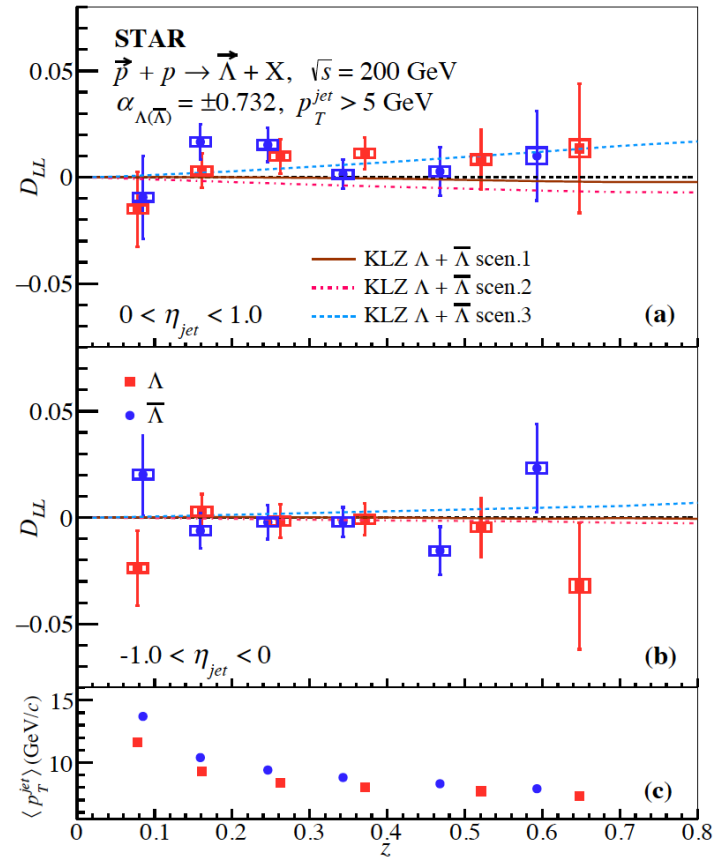 STAR
p⃗ + p → Λ⃗ + X, √s = 200 GeV
α_Λ(Λ̅) = ±0.732, p_T^jet > 5 GeV
0.05
0
−0.05
D_LL
KLZ Λ + Λ̅ scen.1
KLZ Λ + Λ̅ scen.2
KLZ Λ + Λ̅ scen.3
0 < η_jet < 1.0
(a)
Λ
Λ̅
0.05
0
−0.05
D_LL
-1.0 < η_jet < 0
(b)
15
10
⟨p_T^jet⟩(GeV/c)
(c)
0 0.1 0.2 0.3 0.4 0.5 0.6 0.7 0.8
z